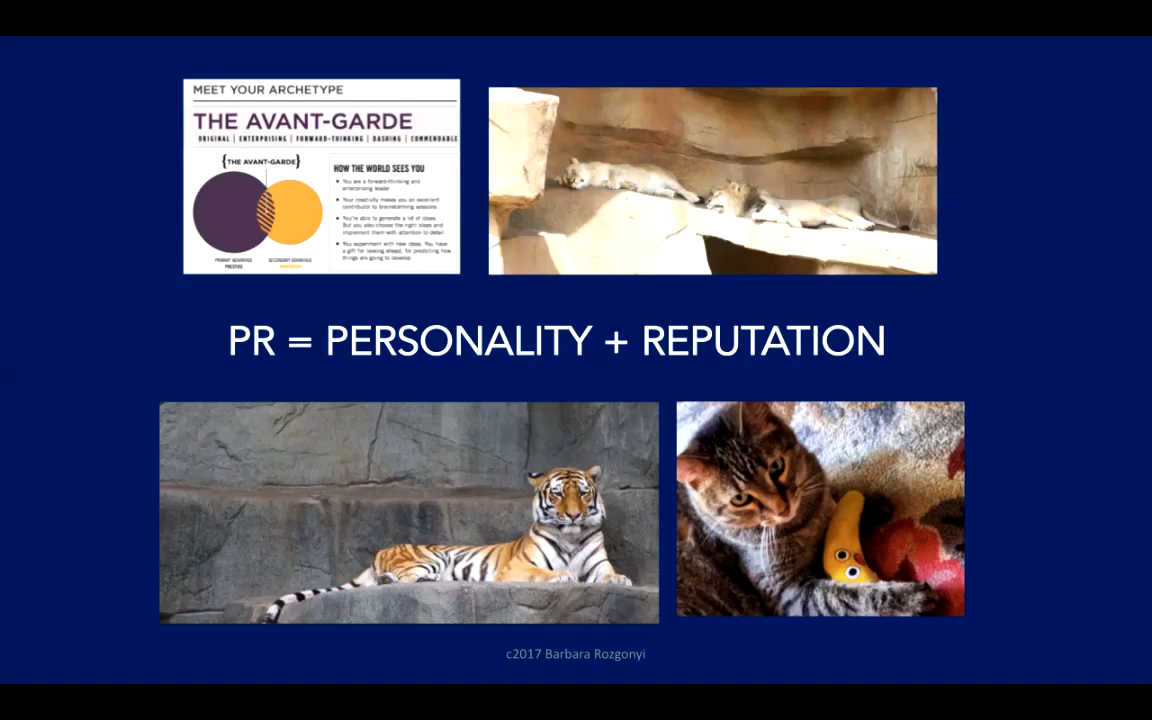 MEET YOUR ARCHETYPE
THE AVANT-GARDE
ORIGINAL | ENTERPRISING | FORWARD-THINKING | DASHING | COMMENDABLE
{THE AVANT-GARDE}
PRIMARY ADVANTAGE
PRESTIGE
SECONDARY ADVANTAGE
HOW THE WORLD SEES YOU
• You are a forward-thinking and
enterprising leader
• Your creativity makes you an excellent
contributor to brainstorming sessions
• You're able to generate a lot of ideas.
But you also choose the right ideas and
implement them with attention to detail
• You experiment with new ideas. You have
a gift for looking ahead, for predicting how
things are going to develop
PR = PERSONALITY + REPUTATION
c2017 Barbara Rozgonyi